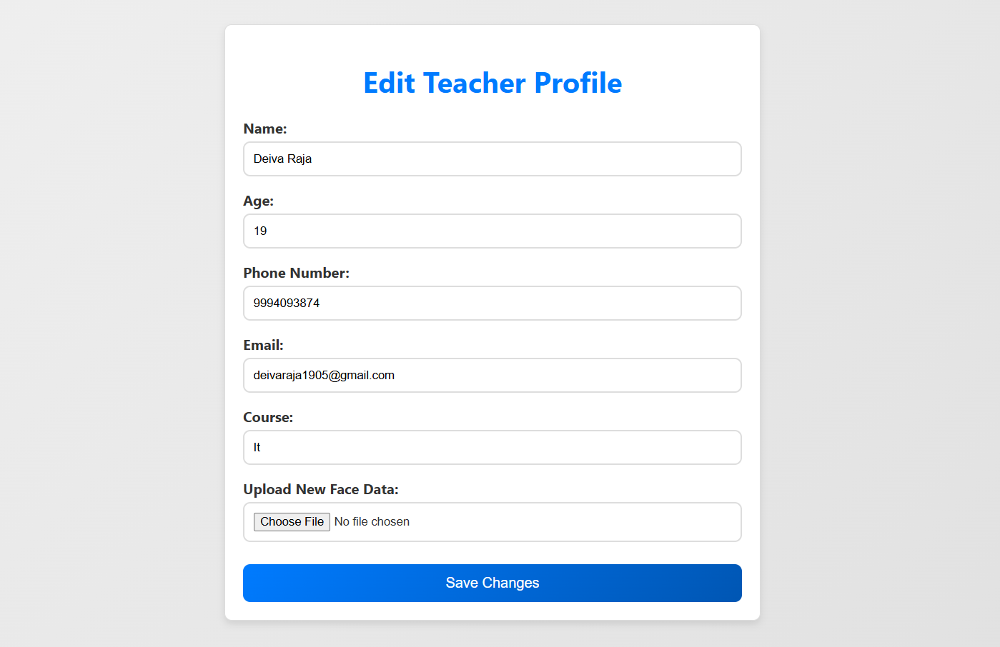 Edit Teacher Profile
Name:
Deiva Raja
Age:
19
Phone Number:
9994093874
Email:
deivaraja1905@gmail.com
Course:
It
Upload New Face Data:
Choose File No file chosen
Save Changes